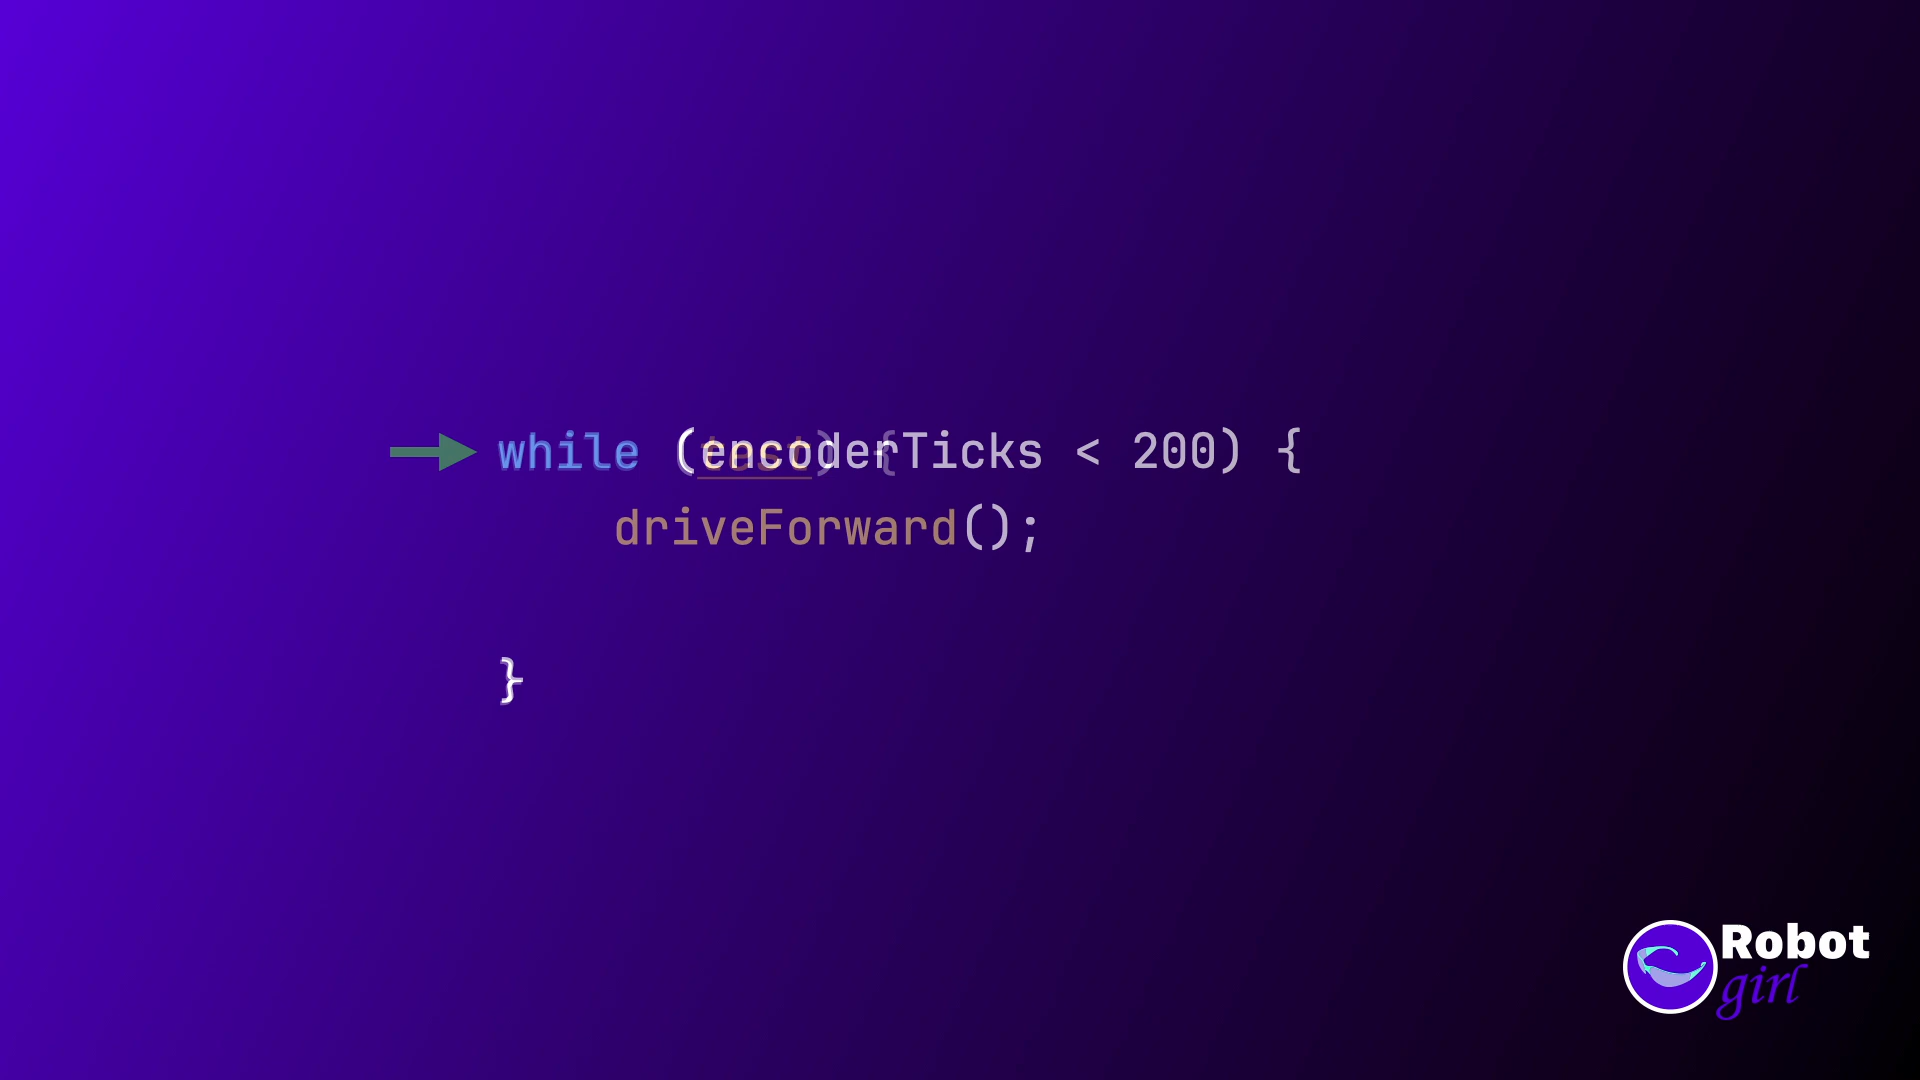 while (encoderTicks < 200) {
driveForward();
}
Robot
girl